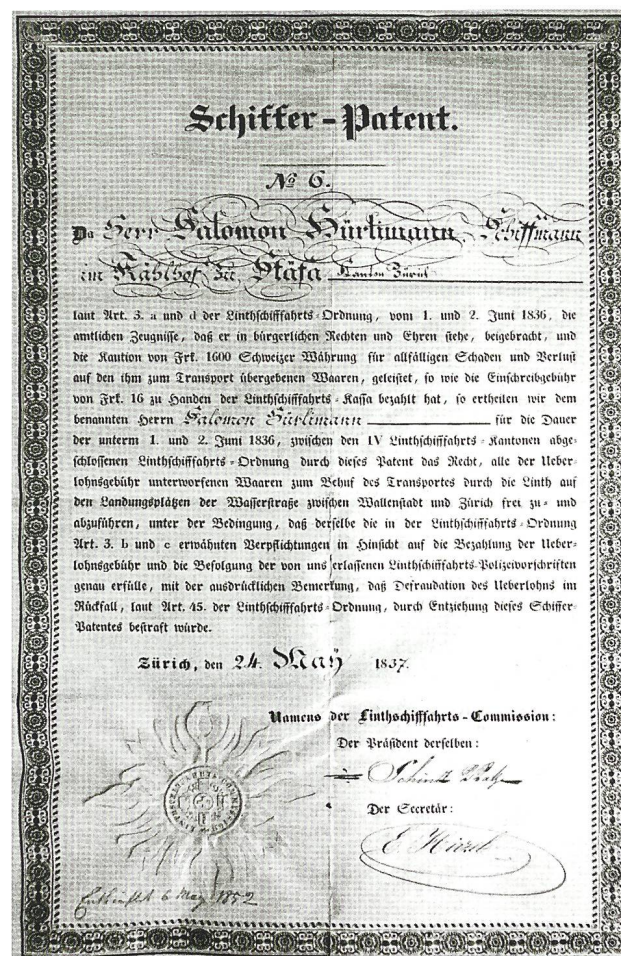 Schiffer-Patent.
No 6.
Da Herr Salomon Hürlimann, Schiffmann
im Kählhof zu Stäfa Kanton Zürich
laut Art. 3. a und d der Linthschifffahrts-Ordnung, vom 1. und 2. Juni 1836, die
amtlichen Zeugnisse, daß er in bürgerlichen Rechten und Ehren stehe, beigebracht, und
die Kaution von Frk. 1600 Schweizer Währung für allfälligen Schaden und Verlust
auf den ihm zum Transport übergebenen Waaren, geleistet, so wie die Einschreibgebühr
von Frk. 16 zu Handen der Linthschifffahrts-Kassa bezahlt hat, so ertheilen wir dem
benannten Herrn Salomon Hürlimann für die Dauer
der unterm 1. und 2. Juni 1836, zwischen den IV Linthschifffahrts-Kantonen abge-
schlossenen Linthschifffahrts-Ordnung durch dieses Patent das Recht, alle der Ueber-
lohnsgebühr unterworfenen Waaren zum Behuf des Transportes durch die Linth auf
den Landungsplätzen der Wasserstraße zwischen Wallenstadt und Zürich frei zu- und
abzuführen, unter der Bedingung, daß derselbe die in der Linthschifffahrts-Ordnung
Art. 3. b und c erwähnten Verpflichtungen in Hinsicht auf die Bezahlung der Ueber-
lohnsgebühr und die Befolgung der von uns erlassenen Linthschifffahrts-Polizeivorschriften
genau erfülle, mit der ausdrücklichen Bemerkung, daß Defraudation des Ueberlohns im
Rückfall, laut Art. 45. der Linthschifffahrts-Ordnung, durch Entziehung dieses Schiffer-
Patentes bestraft würde.
Zürich, den 24. May 1837.
Namens der Linthschifffahrts-Commission:
Der Präsident derselben:
Der Secretär:
E. Hirzel
6 May 1852